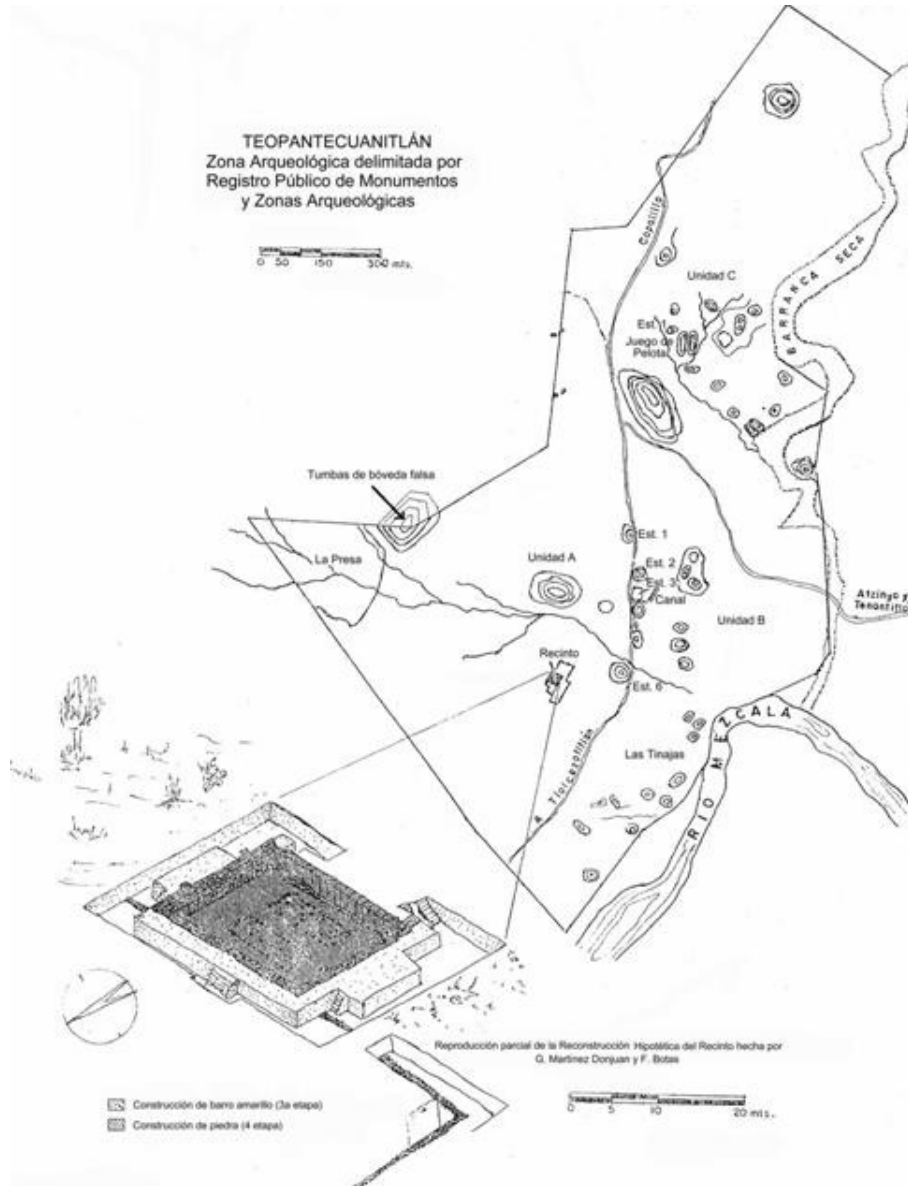 TEOPANTECUANITLÁN
Zona Arqueológica delimitada por
Registro Público de Monumentos
y Zonas Arqueológicas
0 50 150 300 mts.
Copalillo
BARRANCA SECA
Unidad C
Est. 1
Juego de
Pelota
Tumbas de bóveda falsa
La Presa
Unidad A
Est. 1
Est. 2
Est. 3
Canal
Unidad B
Atzingo y
Recinto
Est. 6
RIO MEZCALA
Las Tinajas
a
Reproducción parcial de la Reconstrucción Hipotética del Recinto hecha por
G. Martínez Donjuan y F. Botas
Construcción de barro amarillo (3a etapa)
Construcción de piedra (4 etapa)
0 5 10 20 mts.